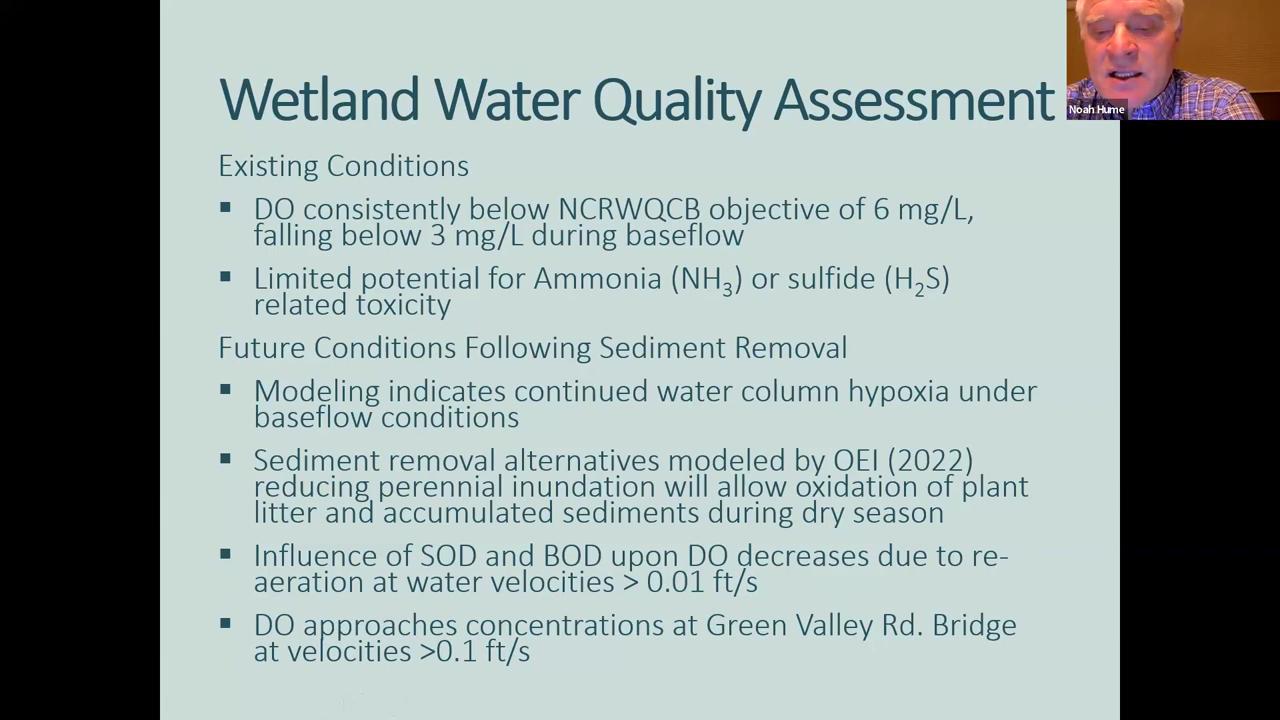 Wetland Water Quality Assessment
Noah Hume
Existing Conditions
▪ DO consistently below NCRWQCB objective of 6 mg/L,
falling below 3 mg/L during baseflow
▪ Limited potential for Ammonia (NH₃) or sulfide (H₂S)
related toxicity
Future Conditions Following Sediment Removal
▪ Modeling indicates continued water column hypoxia under
baseflow conditions
▪ Sediment removal alternatives modeled by OEI (2022)
reducing perennial inundation will allow oxidation of plant
litter and accumulated sediments during dry season
▪ Influence of SOD and BOD upon DO decreases due to re-
aeration at water velocities > 0.01 ft/s
▪ DO approaches concentrations at Green Valley Rd. Bridge
at velocities >0.1 ft/s